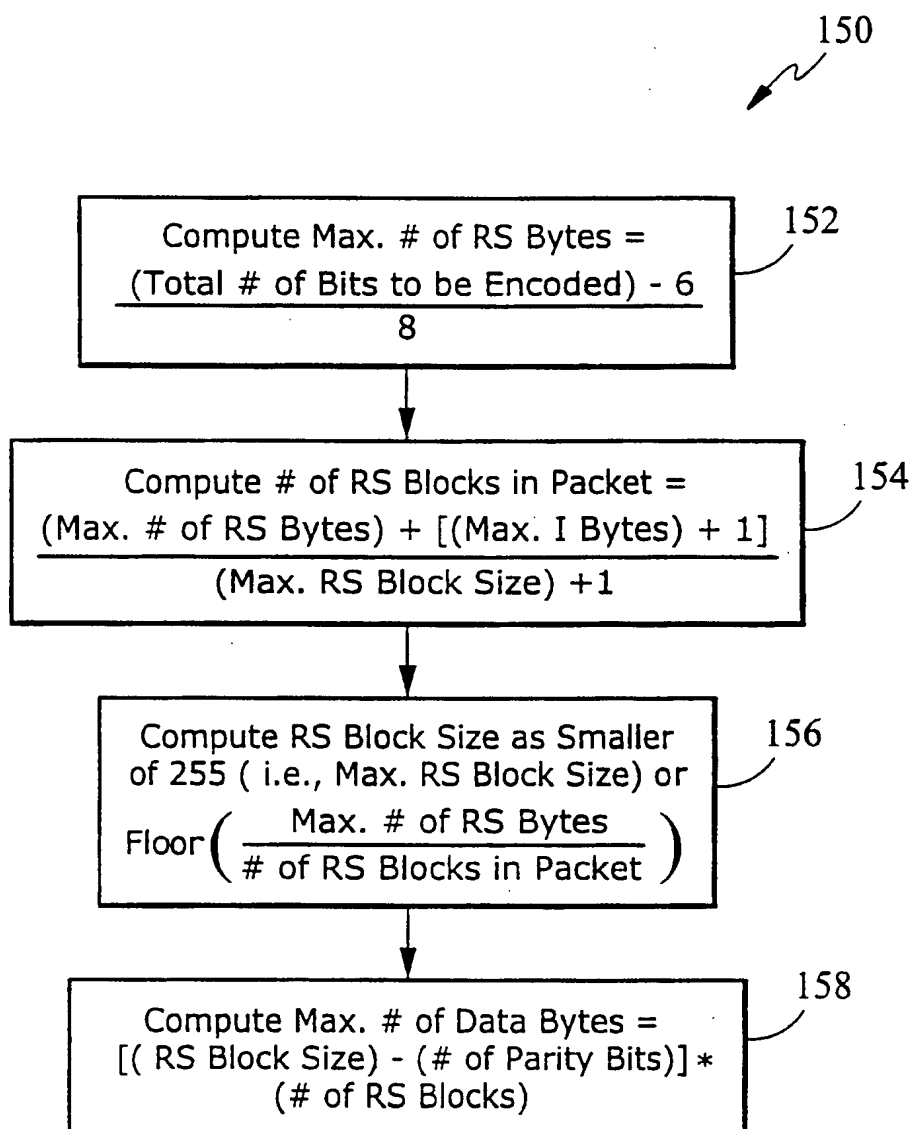 150
152
Compute Max. # of RS Bytes =
(Total # of Bits to be Encoded) - 6
8
154
Compute # of RS Blocks in Packet =
(Max. # of RS Bytes) + [(Max. I Bytes) + 1]
(Max. RS Block Size) +1
156
Compute RS Block Size as Smaller
of 255 ( i.e., Max. RS Block Size) or
Floor( Max. # of RS Bytes
# of RS Blocks in Packet )
158
Compute Max. # of Data Bytes =
[( RS Block Size) - (# of Parity Bits)] *
(# of RS Blocks)